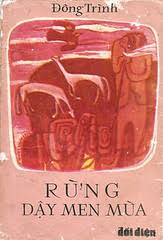 Đông Trình
RỪNG
DẬY MEN MÙA
đối diện